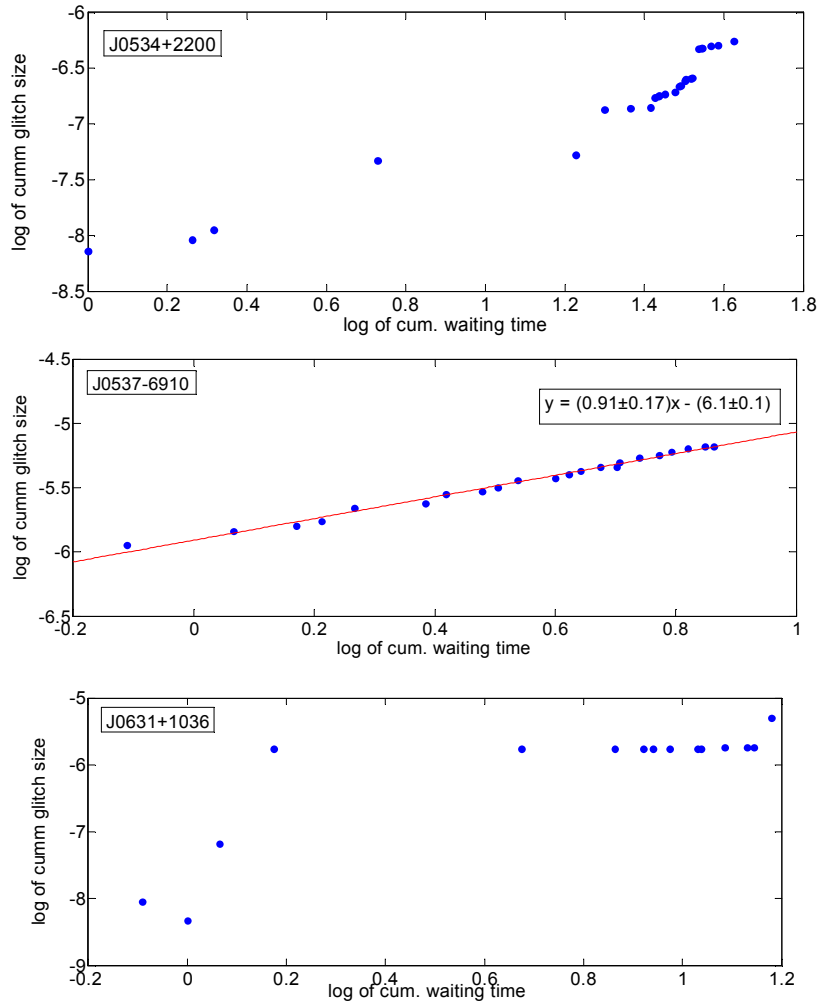 -6
J0534+2200
-6.5
-7
-7.5
-8
-8.5
log of cumm glitch size
0 0.2 0.4 0.6 0.8 1 1.2 1.4 1.6 1.8
log of cum. waiting time
-4.5
J0537-6910
y = (0.91±0.17)x - (6.1±0.1)
-5
-5.5
-6
-6.5
log of cumm glitch size
-0.2 0 0.2 0.4 0.6 0.8 1
log of cum. waiting time
-5
J0631+1036
-6
-7
-8
-9
log of cumm glitch size
-0.2 0 0.2 0.4 0.6 0.8 1 1.2
log of cum. waiting time